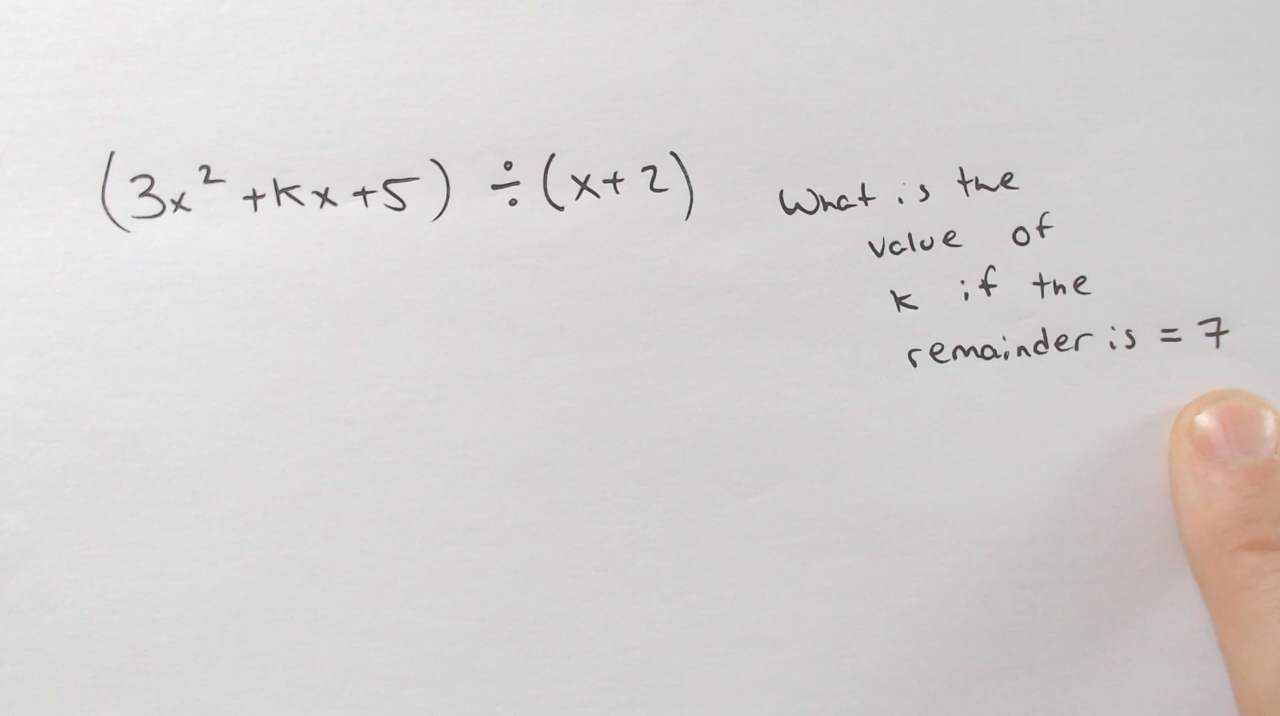 (3x² + kx + 5) ÷ (x + 2)
What is the
value of
k if the
remainder is = 7